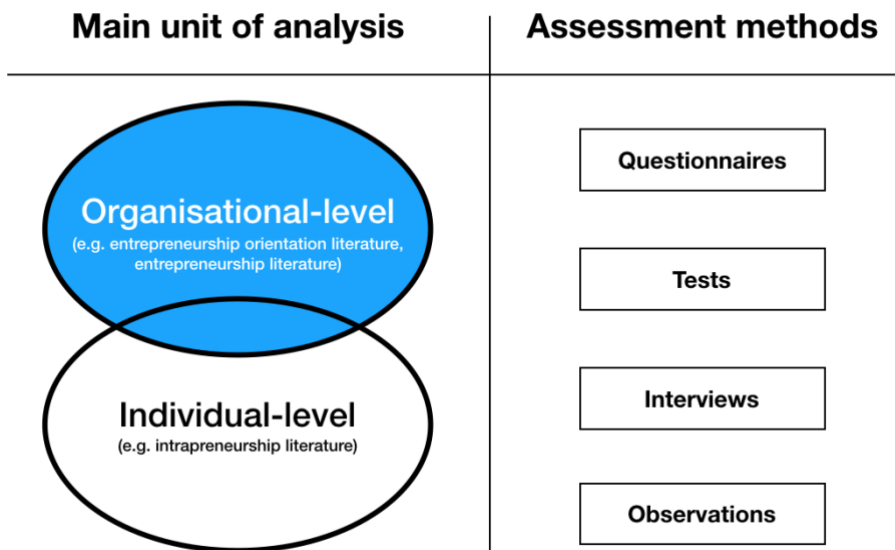 Main unit of analysis
Assessment methods
Organisational-level
(e.g. entrepreneurship orientation literature,
entrepreneurship literature)
Individual-level
(e.g. intrapreneurship literature)
Questionnaires
Tests
Interviews
Observations